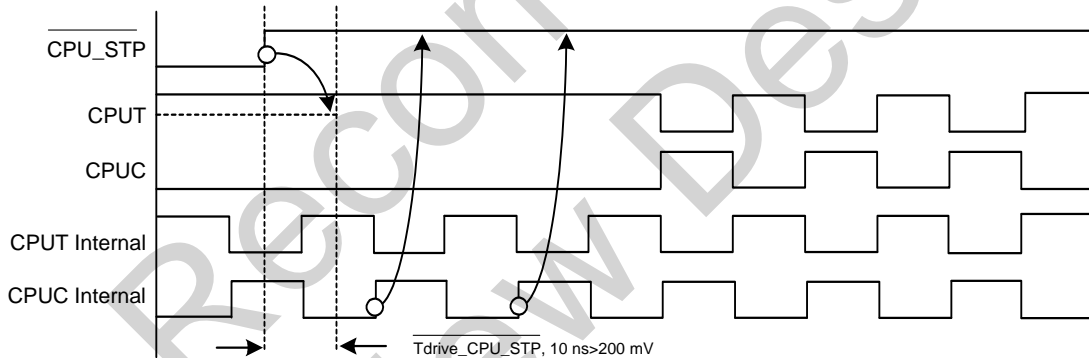 CPU_STP
CPUT
CPUC
CPUT Internal
CPUC Internal
Tdrive_CPU_STP, 10 ns>200 mV